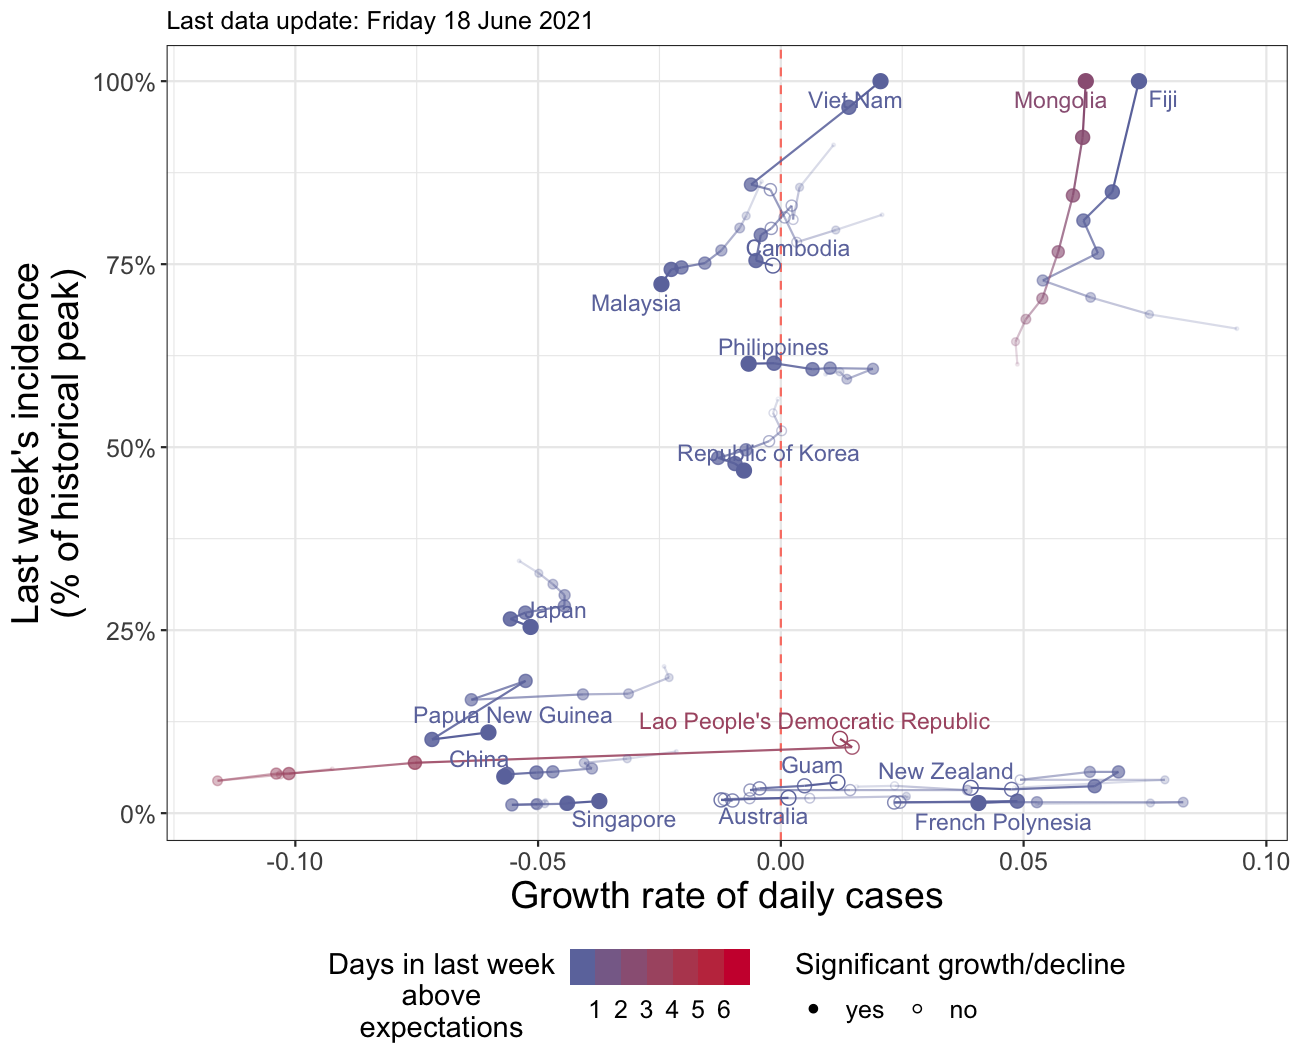 Last data update: Friday 18 June 2021
Last week's incidence
(% of historical peak)
100%
75%
50%
25%
0%
Viet Nam
Mongolia
Fiji
Cambodia
Malaysia
Philippines
Republic of Korea
Japan
Papua New Guinea
Lao People's Democratic Republic
China
Guam
New Zealand
Singapore
Australia
French Polynesia
-0.10
-0.05
0.00
0.05
0.10
Growth rate of daily cases
Days in last week
above
expectations
1 2 3 4 5 6
Significant growth/decline
yes
no